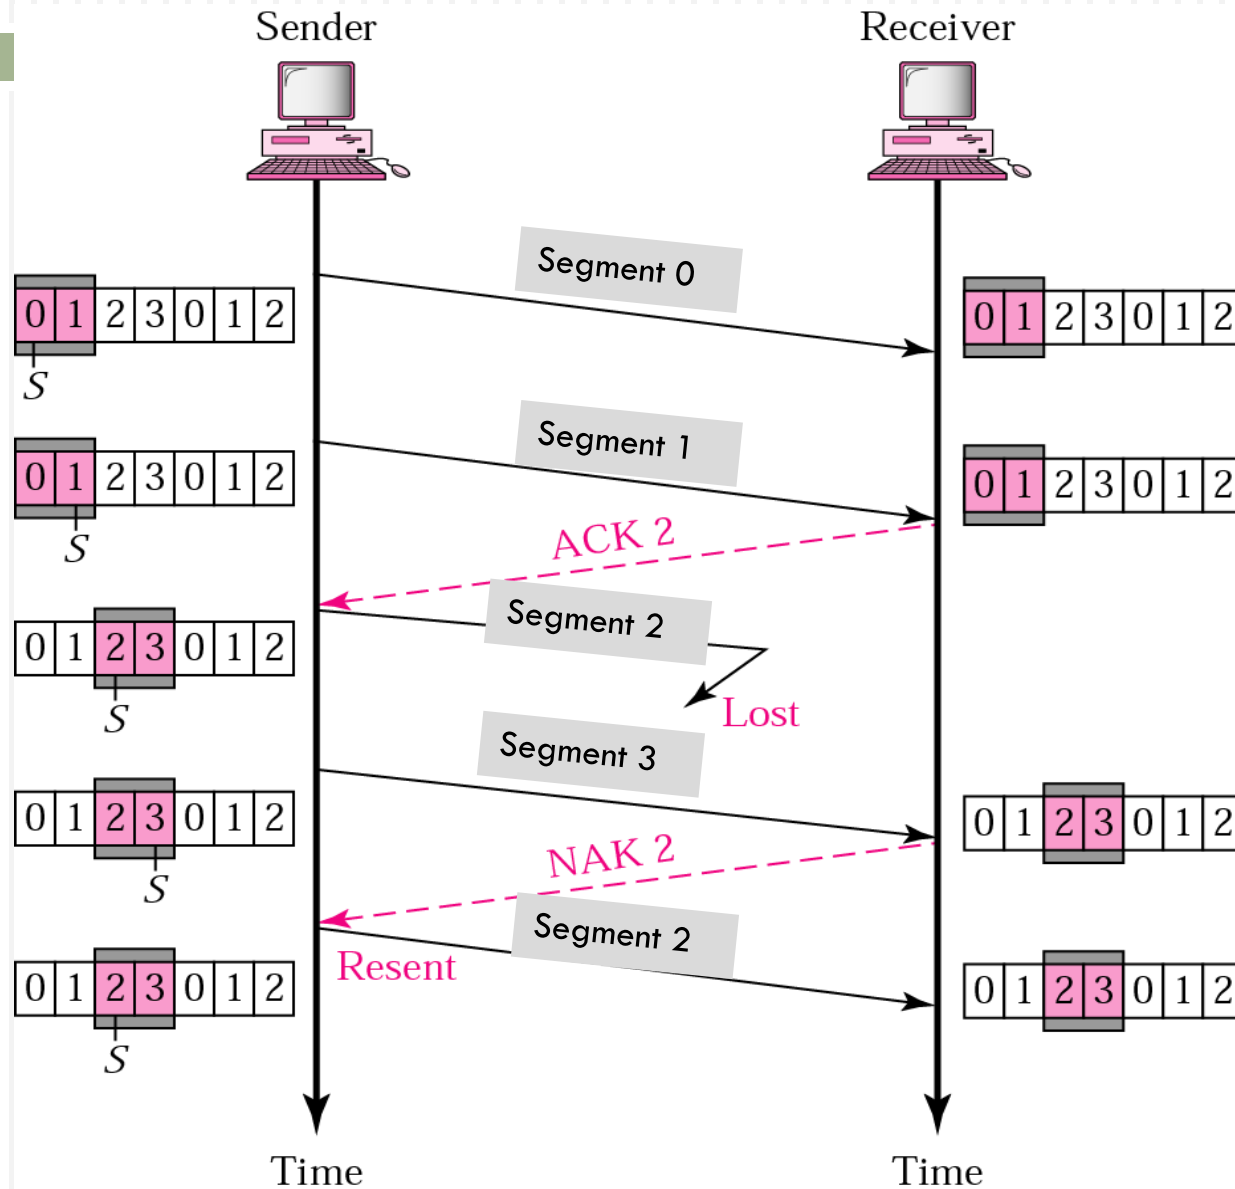 Sender Receiver
Segment 0
0 1 2 3 0 1 2 0 1 2 3 0 1 2
S
Segment 1
0 1 2 3 0 1 2 0 1 2 3 0 1 2
S
ACK 2
Segment 2
0 1 2 3 0 1 2
S
Lost
Segment 3
0 1 2 3 0 1 2 0 1 2 3 0 1 2
S
NAK 2
Segment 2
Resent
0 1 2 3 0 1 2 0 1 2 3 0 1 2
S
Time Time